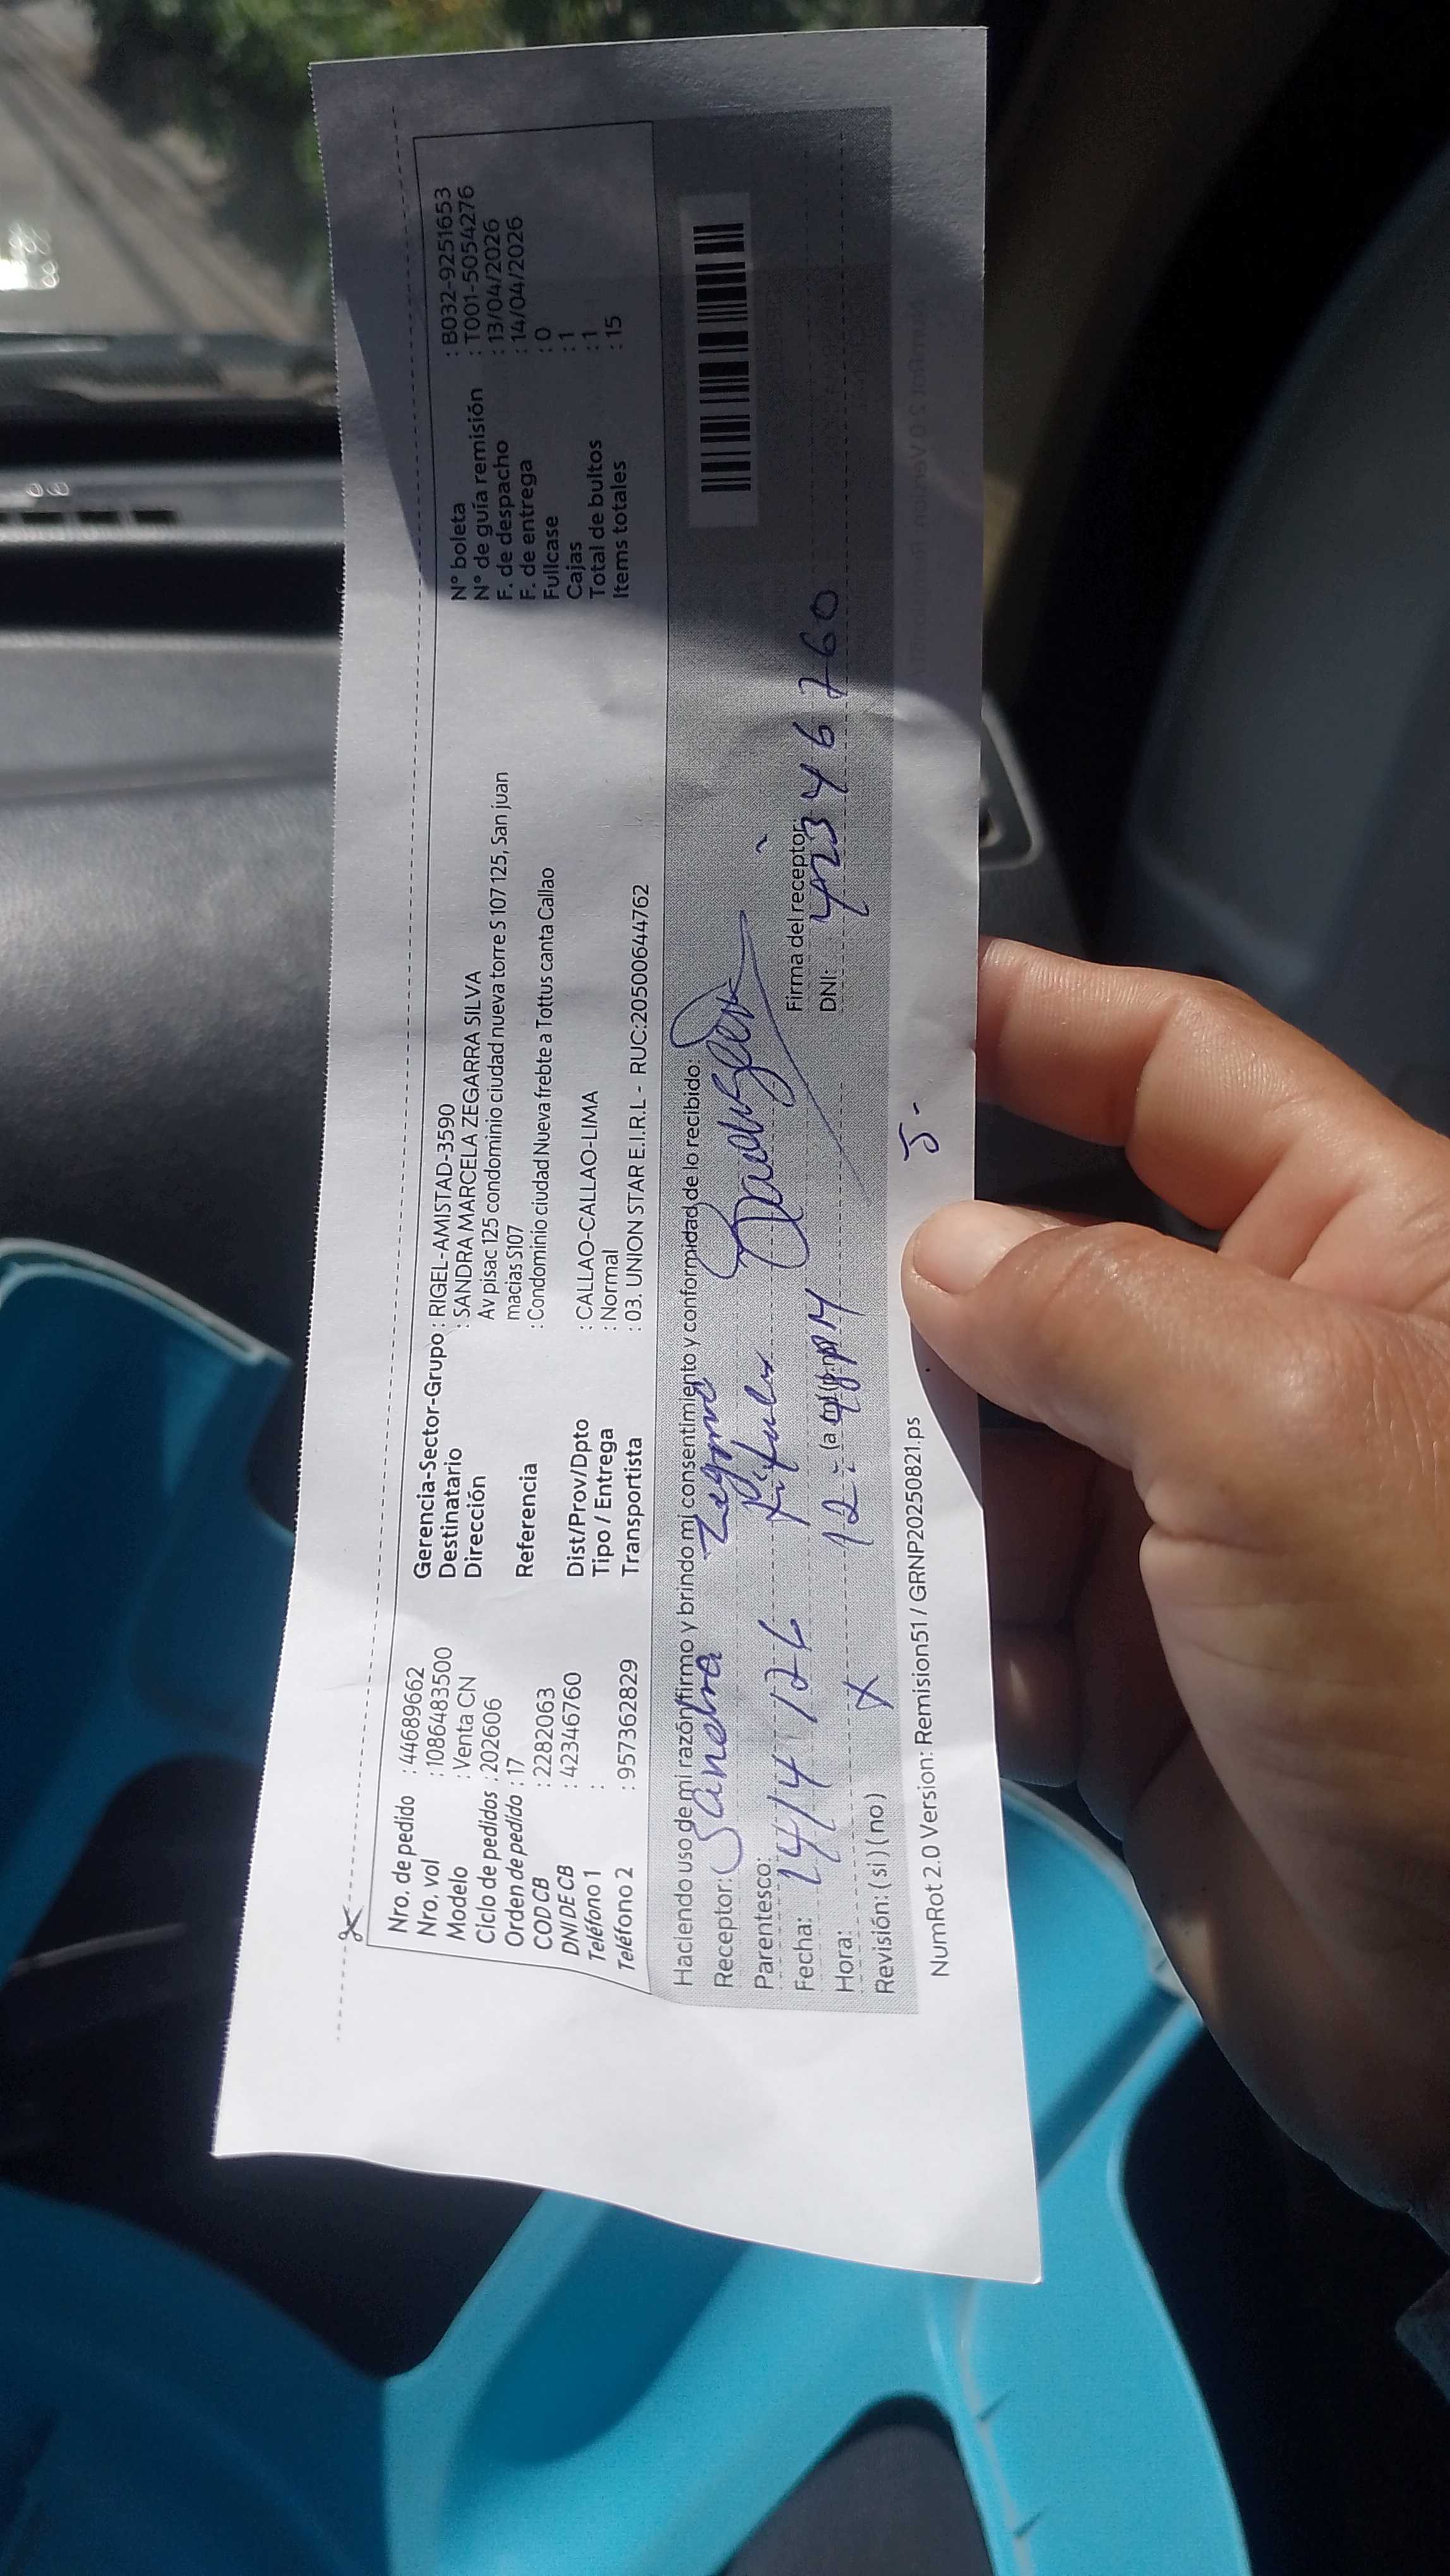 Nro. de pedido : 44689662
Nro. vol : 108648350​0
Modelo : Venta CN
Ciclo de pedidos : 202606
Orden de pedido : 17
COD CB : 2282063
DNI DE CB : 42346760
Teléfono 1 :
Teléfono 2 : 957362829
Gerencia-Sector-Grupo : RIGEL-AMISTAD-3590
Destinatario : SANDRA MARCELA ZEGARRA SILVA
Dirección Av pisac 125 condominio ciudad nueva torre S 107 125, San juan
macias S107
Referencia : Condominio ciudad Nueva frebte a Tottus canta Callao
Dist/Prov/Dpto : CALLAO-CALLAO-LIMA
Tipo / Entrega : Normal
Transportista : 03. UNION STAR E.I.R.L - RUC:20500644762
N° boleta : B032-9251653
N° de guía remisión : T001-5054276
F. de despacho : 13/04/2026
F. de entrega : 14/04/2026
Fullcase : 0
Cajas : 1
Total de bultos : 1
Items totales : 15
Haciendo uso de mi razón firmo y brindo mi consentimiento y conformidad de lo recibido:
Receptor: Sandra
Parentesco: titular
Fecha: 14/4/26
Firma del receptor:
Hora: 12:
DNI: 42346760
Revisión: (si) (no) X
NumRot 2.0 Version: Remision51 / GRNP20250821.ps